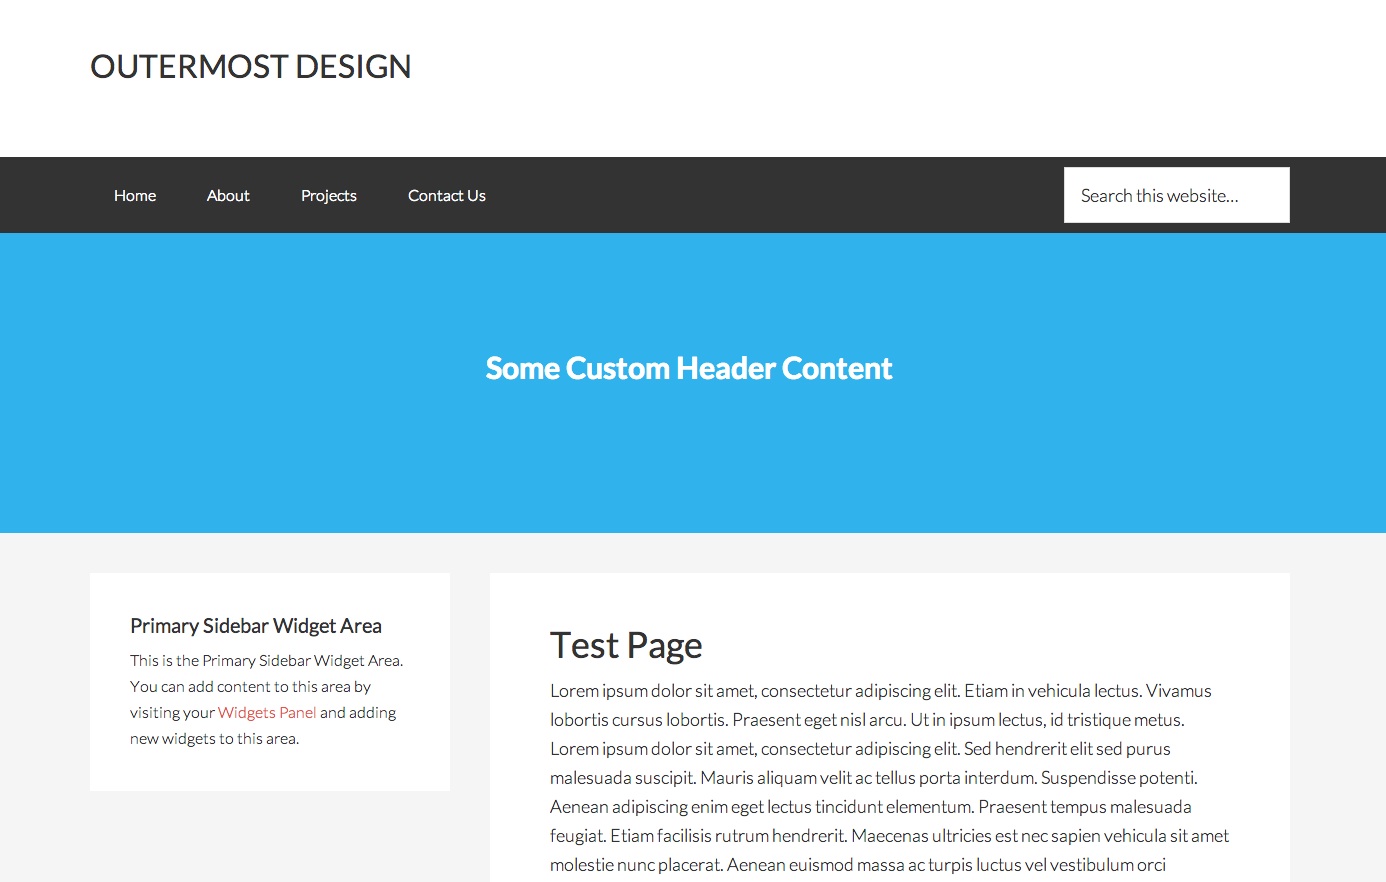 OUTERMOST DESIGN
Home About Projects Contact Us Search this website...
Some Custom Header Content
Primary Sidebar Widget Area
This is the Primary Sidebar Widget Area.
You can add content to this area by
visiting your Widgets Panel and adding
new widgets to this area.
Test Page
Lorem ipsum dolor sit amet, consectetur adipiscing elit. Etiam in vehicula lectus. Vivamus
lobortis cursus lobortis. Praesent eget nisl arcu. Ut in ipsum lectus, id tristique metus.
Lorem ipsum dolor sit amet, consectetur adipiscing elit. Sed hendrerit elit sed purus
malesuada suscipit. Mauris aliquam velit ac tellus porta interdum. Suspendisse potenti.
Aenean adipiscing enim eget lectus tincidunt elementum. Praesent tempus malesuada
feugiat. Etiam facilisis rutrum hendrerit. Maecenas ultricies est nec sapien vehicula sit amet
molestie nunc placerat. Aenean euismod massa ac turpis luctus vel vestibulum orci